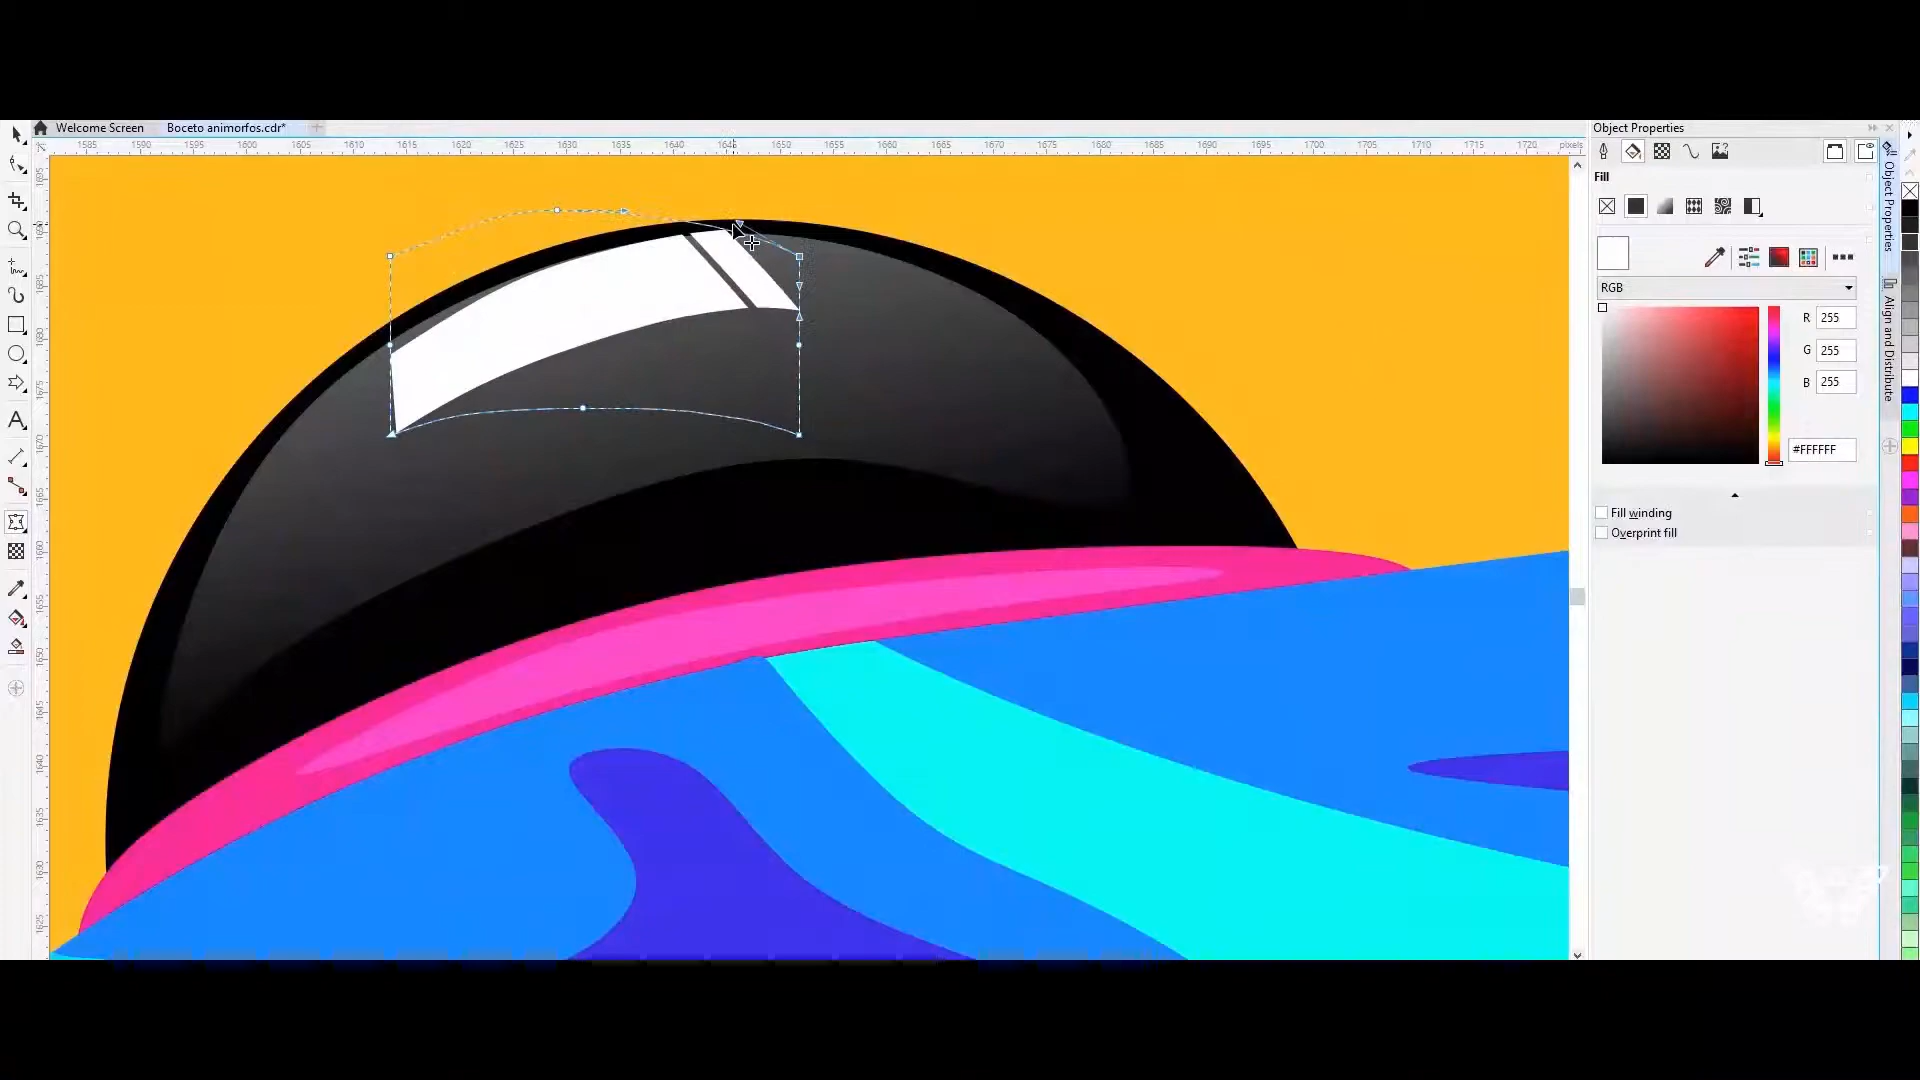 Welcome Screen
Boceto animorfos.cdr*
Object Properties
1585 1590 1595 1600 1605 1610 1615 1620 1625 1630 1635 1640 1645 1650 1655 1660 1665 1670 1675 1680 1685 1690 1695 1700 1705 1710 1715 1720 pixels
Fill
RGB
R 255
G 255
B 255
#FFFFFF
Fill winding
Overprint fill
Object Properties
Align and Distribute